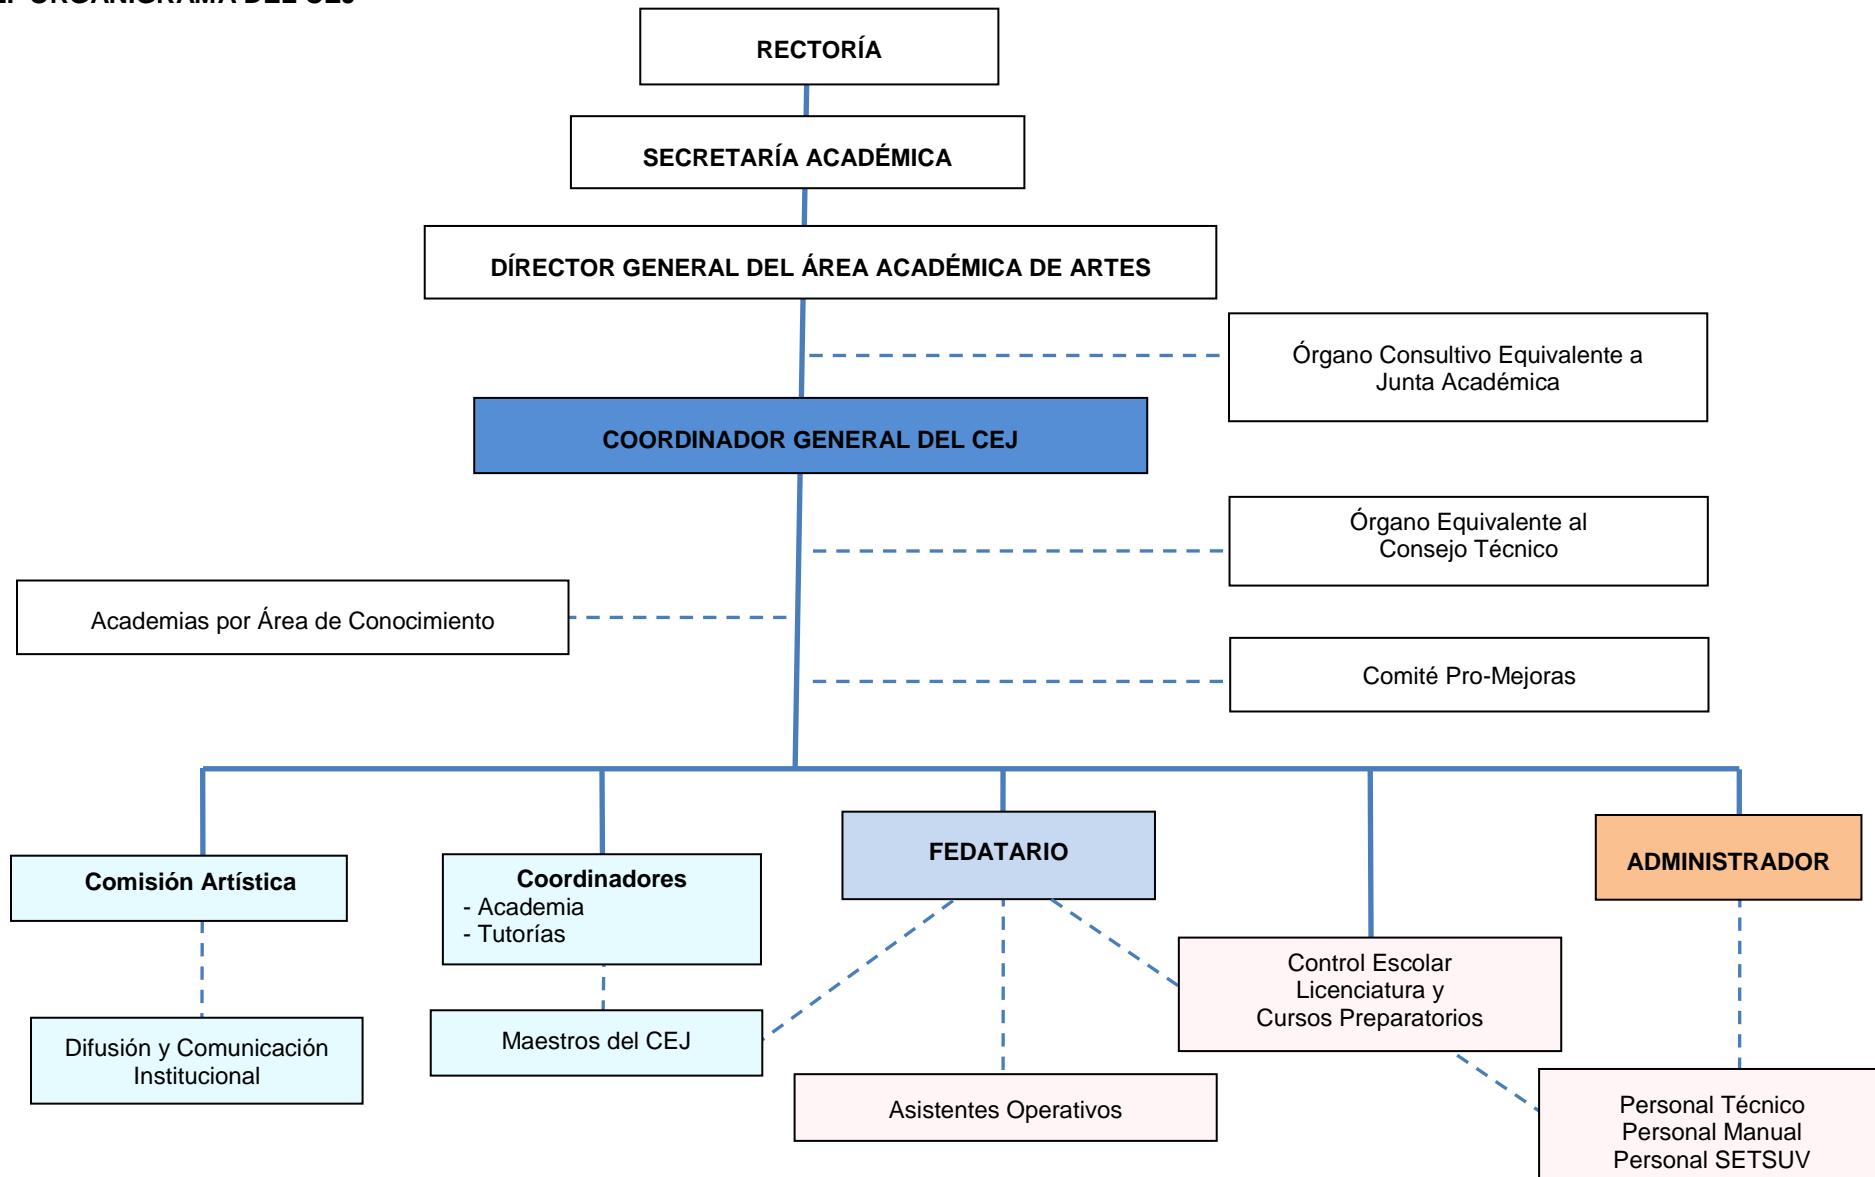 ORGANIGRAMA DEL CEJ
RECTORÍA
SECRETARÍA ACADÉMICA
DÍRECTOR GENERAL DEL ÁREA ACADÉMICA DE ARTES
Órgano Consultivo Equivalente a
Junta Académica
COORDINADOR GENERAL DEL CEJ
Órgano Equivalente al
Consejo Técnico
Academias por Área de Conocimiento
Comité Pro-Mejoras
Comisión Artística
Coordinadores
- Academia
- Tutorías
FEDATARIO
ADMINISTRADOR
Control Escolar
Licenciatura y
Cursos Preparatorios
Difusión y Comunicación
Institucional
Maestros del CEJ
Asistentes Operativos
Personal Técnico
Personal Manual
Personal SETSUV